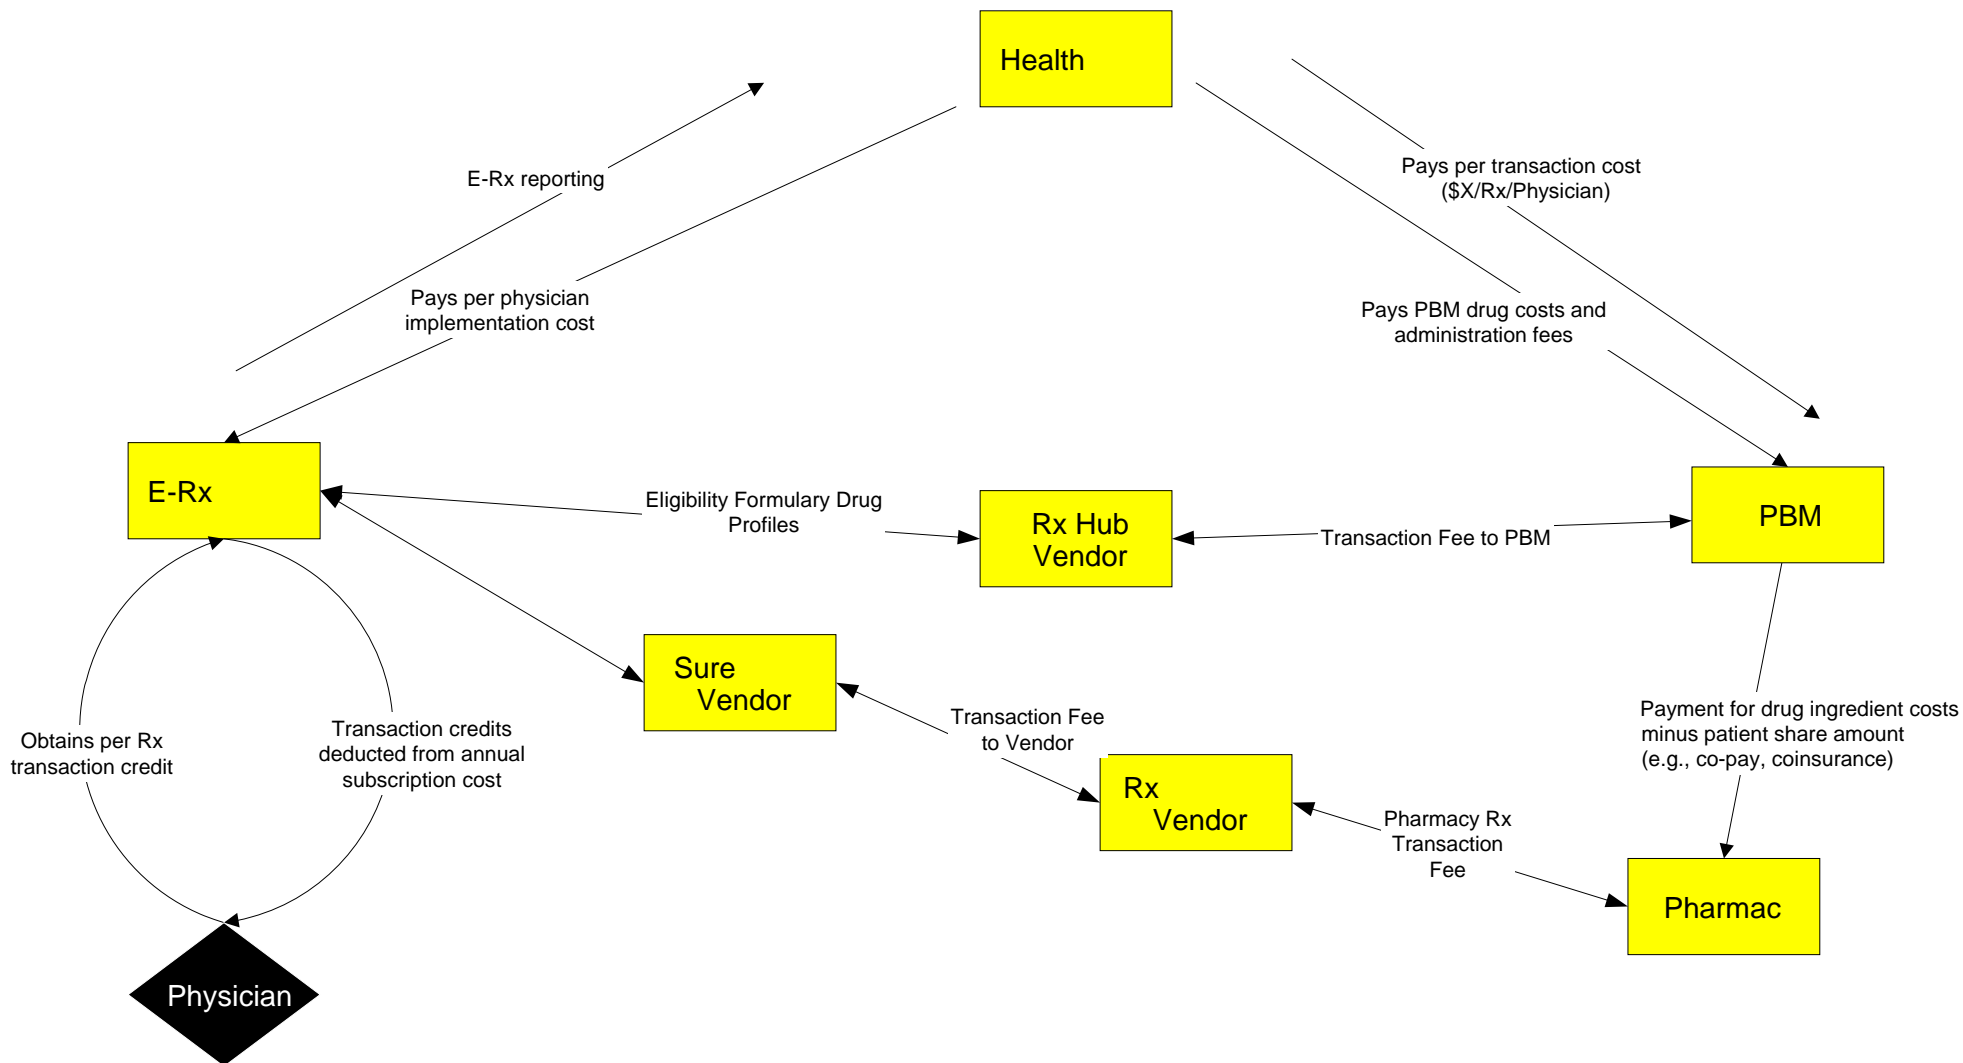 Health
E-Rx reporting
Pays per transaction cost
($X/Rx/Physician)
Pays per physician
implementation cost
Pays PBM drug costs and
administration fees
E-Rx
Eligibility Formulary Drug
Profiles
Rx Hub
Vendor
Transaction Fee to PBM
PBM
Sure
Vendor
Transaction Fee
to Vendor
Rx
Vendor
Payment for drug ingredient costs
minus patient share amount
(e.g., co-pay, coinsurance)
Obtains per Rx
transaction credit
Transaction credits
deducted from annual
subscription cost
Pharmacy Rx
Transaction
Fee
Pharmac
Physician